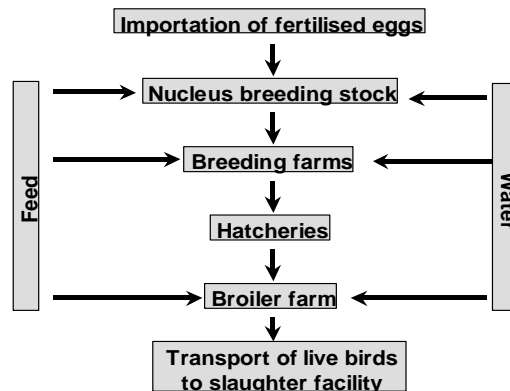 Importation of fertilised eggs
Nucleus breeding stock
Breeding farms
Feed
Water
Hatcheries
Broiler farm
Transport of live birds
to slaughter facility